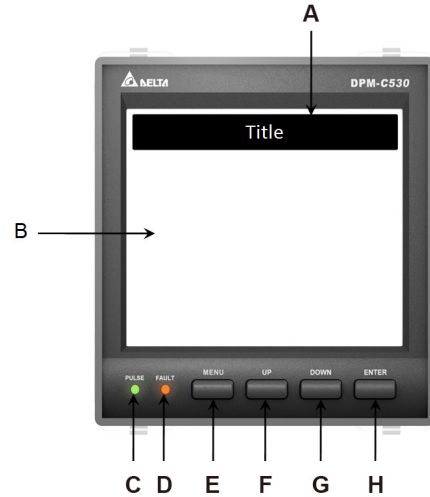 A
DELTA DPM-C530
Title
B
PULSE FAULT MENU UP DOWN ENTER
C D E F G H